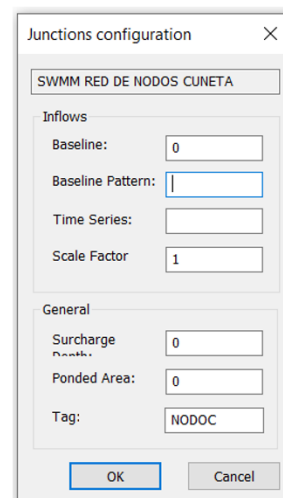 Junctions configuration
SWMM RED DE NODOS CUNETA
Inflows
Baseline: 0
Baseline Pattern:
Time Series:
Scale Factor 1
General
Surcharge 0
Depth:
Ponded Area: 0
Tag: NODOC
OK Cancel